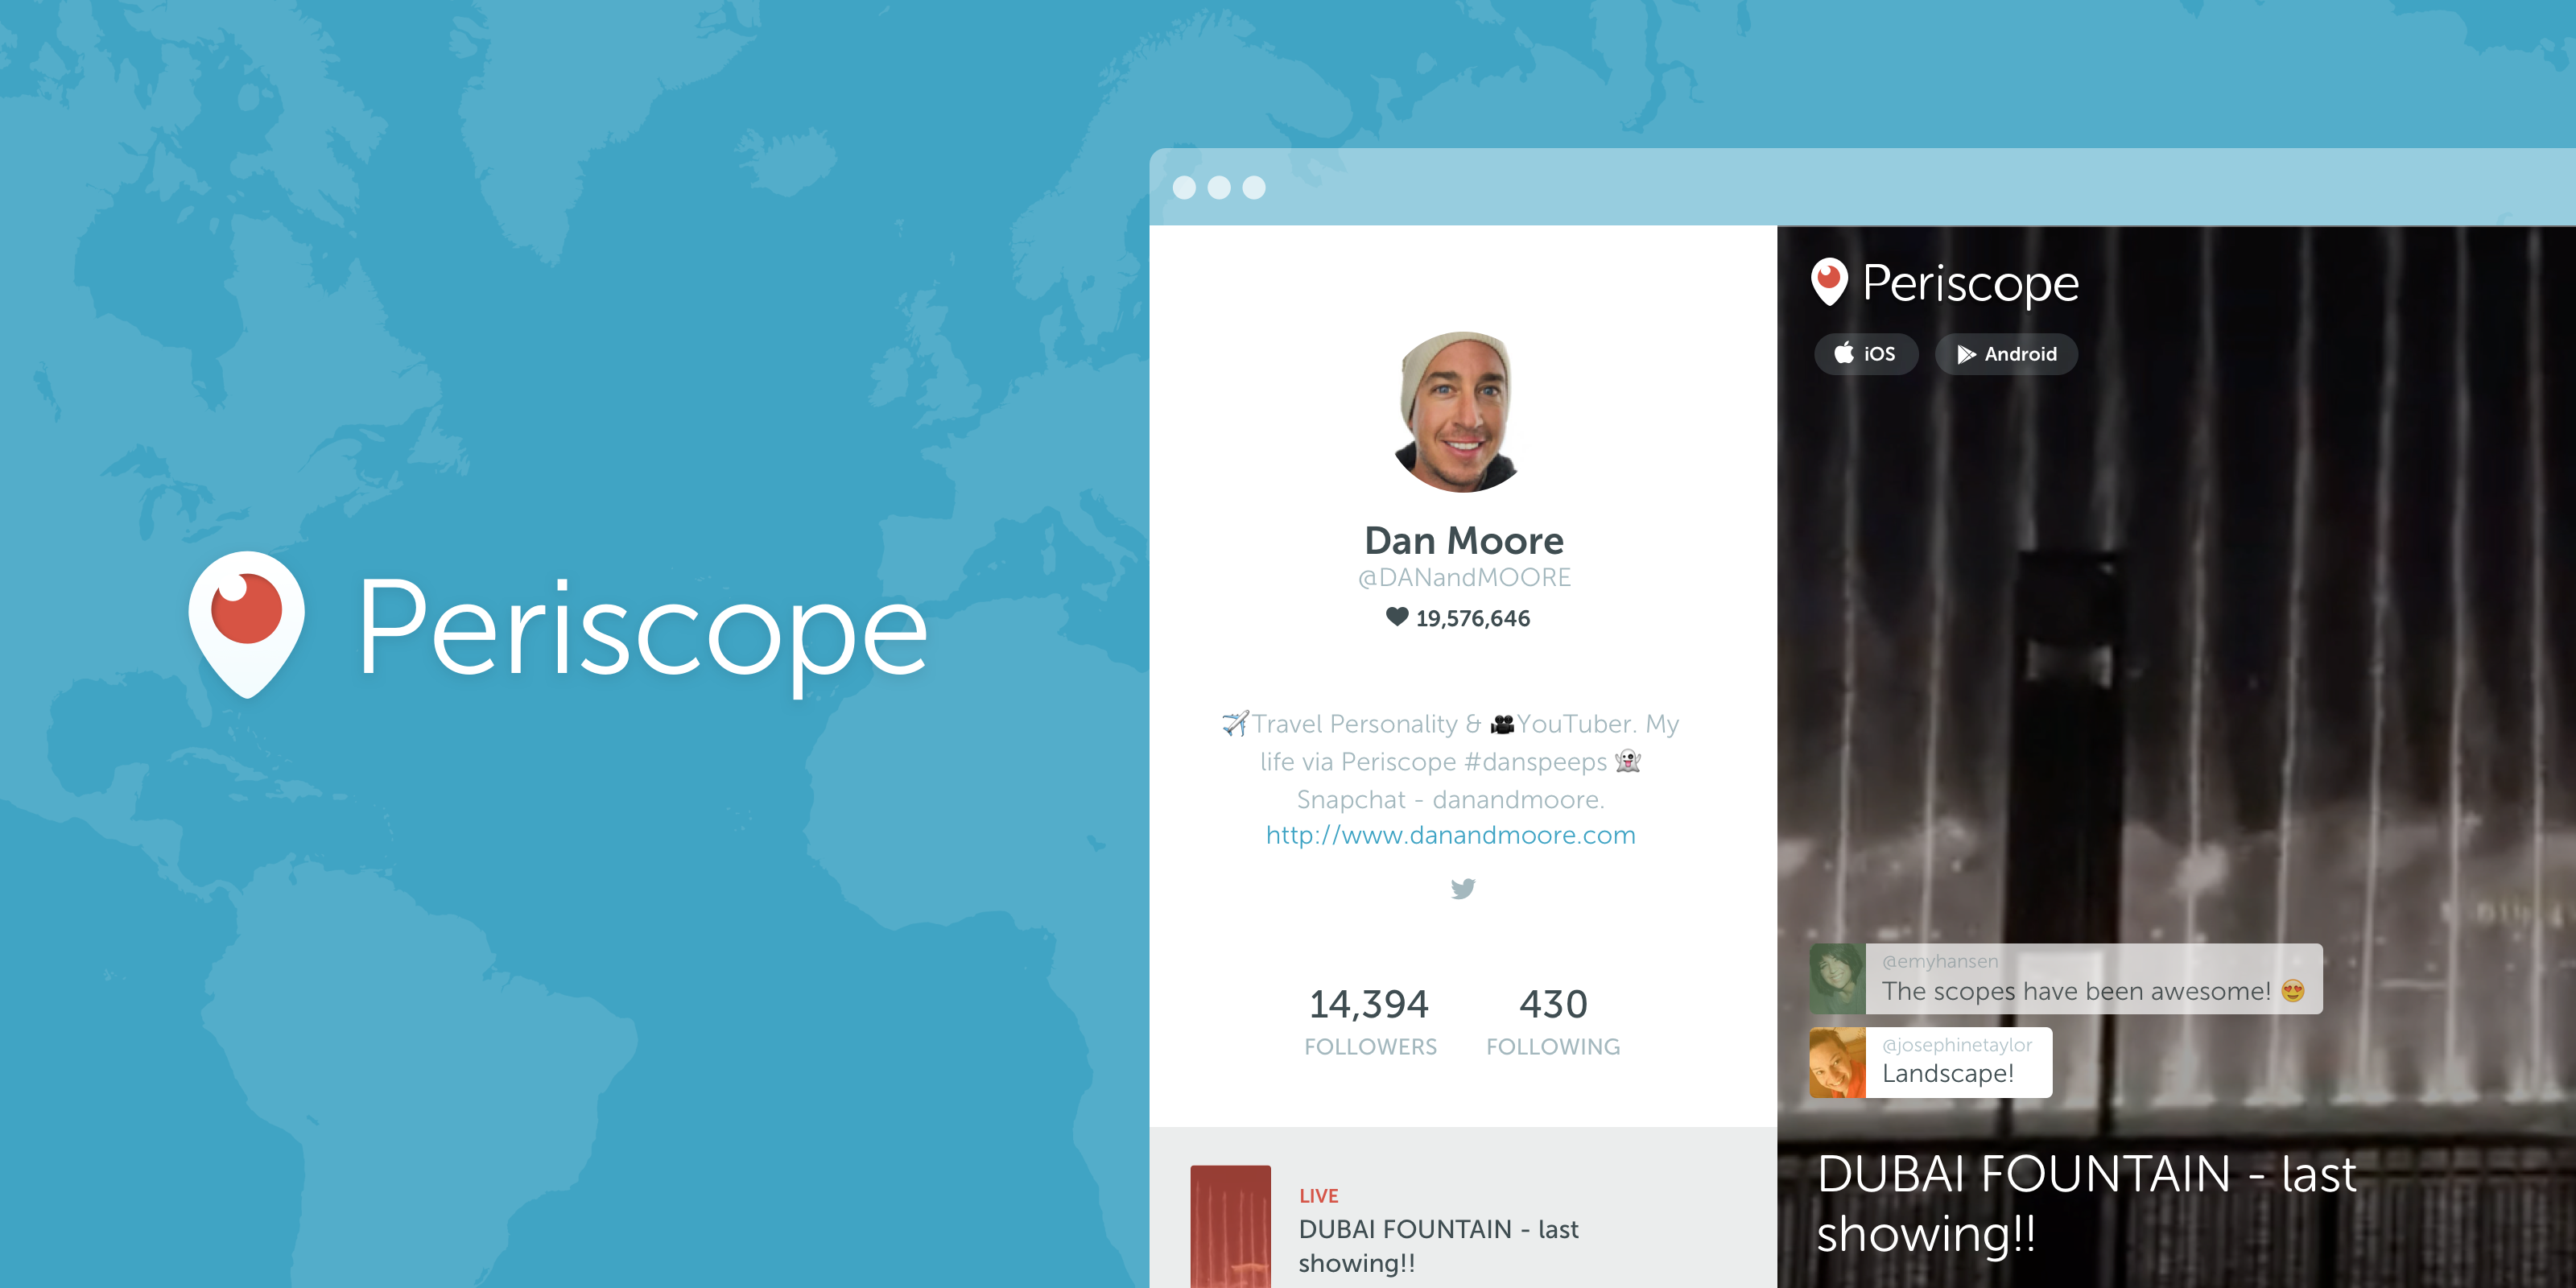 Periscope
Dan Moore
@DANandMOORE
19,576,646
✈️Travel Personality & 🎥YouTuber. My
life via Periscope #danspeeps 👻
Snapchat - danandmoore.
http://www.danandmoore.com
14,394 430
FOLLOWERS FOLLOWING
LIVE
DUBAI FOUNTAIN - last
showing!!
Periscope
iOS Android
@emyhansen
The scopes have been awesome! 😍
@josephinetaylor
Landscape!
DUBAI FOUNTAIN - last
showing!!